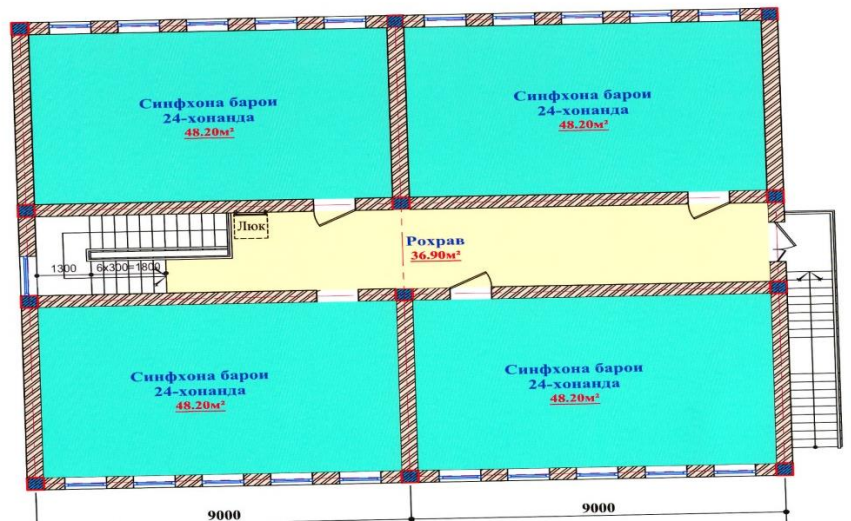 Синфхона барои
24-хонанда
48.20м²
Синфхона барои
24-хонанда
48.20м²
Люк
Рохрав
36.90м²
1300
6x300=1800
Синфхона барои
24-хонанда
48.20м²
Синфхона барои
24-хонанда
48.20м²
9000
9000